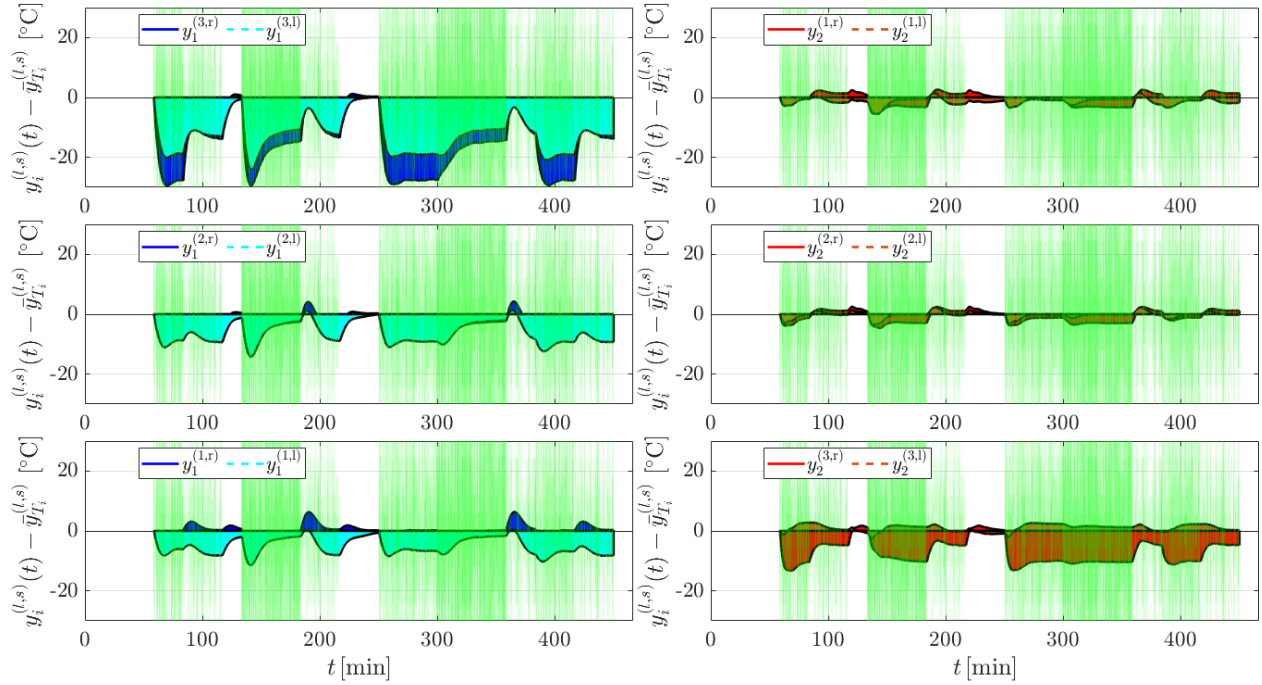 y_i^{(l,s)}(t) − ȳ_{T_i}^{(l,s)} [°C]
20
0
-20
y_1^{(3,r)} y_1^{(3,l)}
0 100 200 300 400
y_i^{(l,s)}(t) − ȳ_{T_i}^{(l,s)} [°C]
20
0
-20
y_2^{(1,r)} y_2^{(1,l)}
0 100 200 300 400
y_i^{(l,s)}(t) − ȳ_{T_i}^{(l,s)} [°C]
20
0
-20
y_1^{(2,r)} y_1^{(2,l)}
0 100 200 300 400
y_i^{(l,s)}(t) − ȳ_{T_i}^{(l,s)} [°C]
20
0
-20
y_2^{(2,r)} y_2^{(2,l)}
0 100 200 300 400
y_i^{(l,s)}(t) − ȳ_{T_i}^{(l,s)} [°C]
20
0
-20
y_1^{(1,r)} y_1^{(1,l)}
0 100 200 300 400
t [min]
y_i^{(l,s)}(t) − ȳ_{T_i}^{(l,s)} [°C]
20
0
-20
y_2^{(3,r)} y_2^{(3,l)}
0 100 200 300 400
t [min]